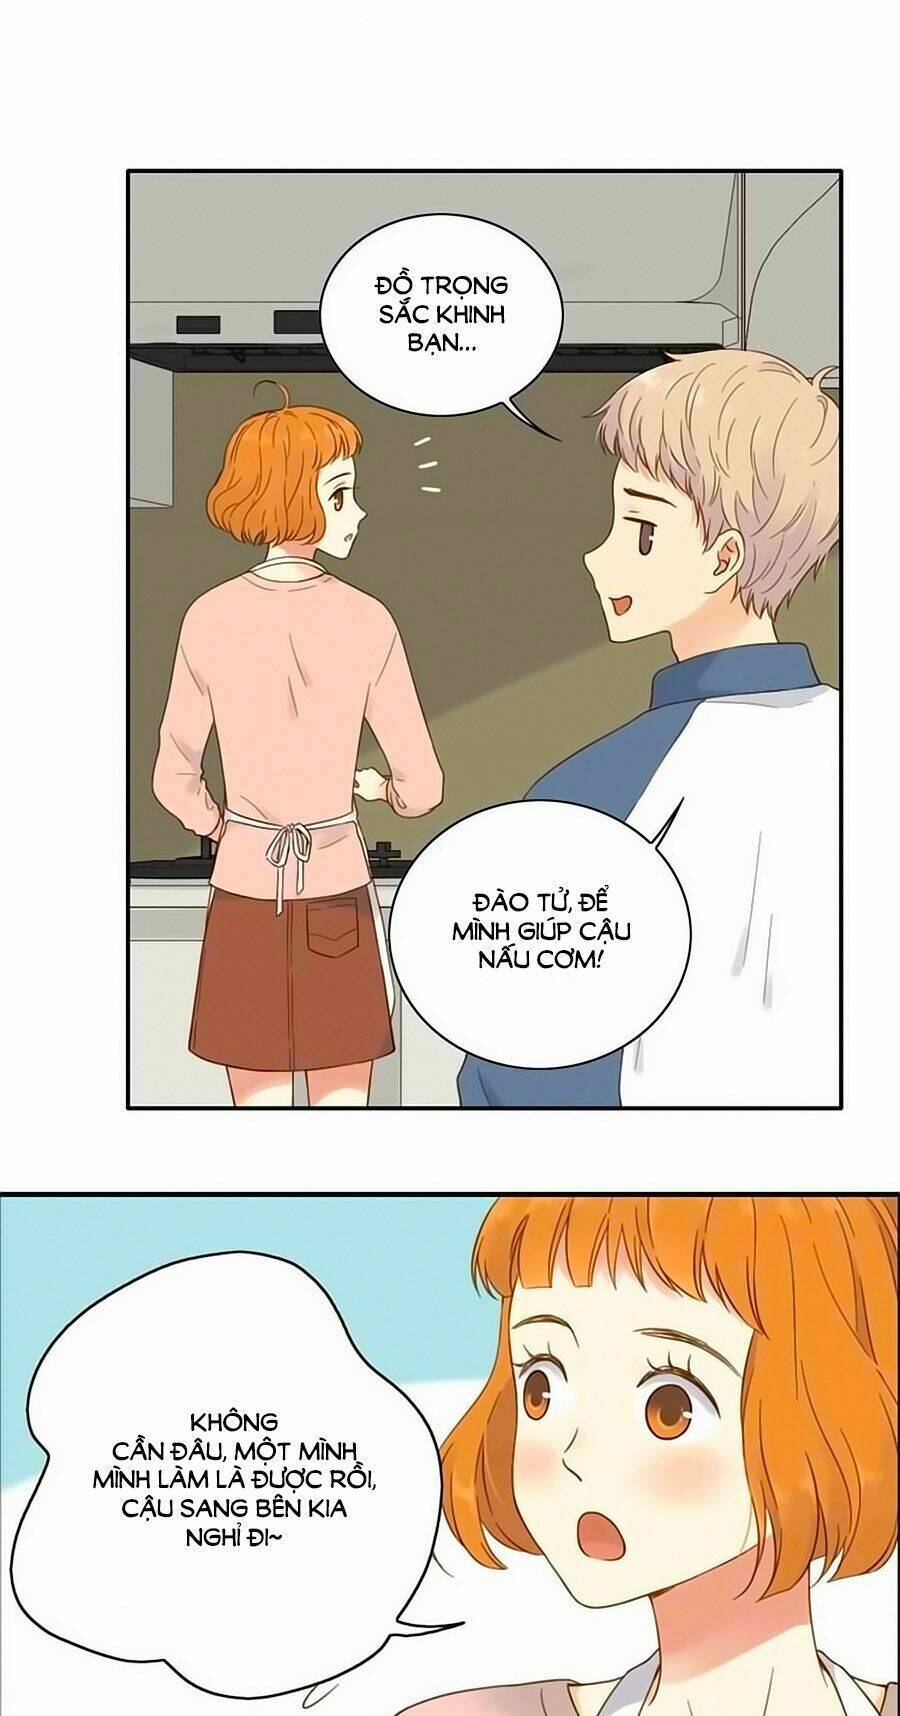 ĐỒ TRỌNG
SẮC KHINH
BẠN...
ĐÀO TỬ, ĐỂ
MÌNH GIÚP CẬU
NẤU CƠM!
KHÔNG
CẦN ĐÂU, MỘT MÌNH
MÌNH LÀM LÀ ĐƯỢC RỒI,
CẬU SANG BÊN KIA
NGHỈ ĐI~